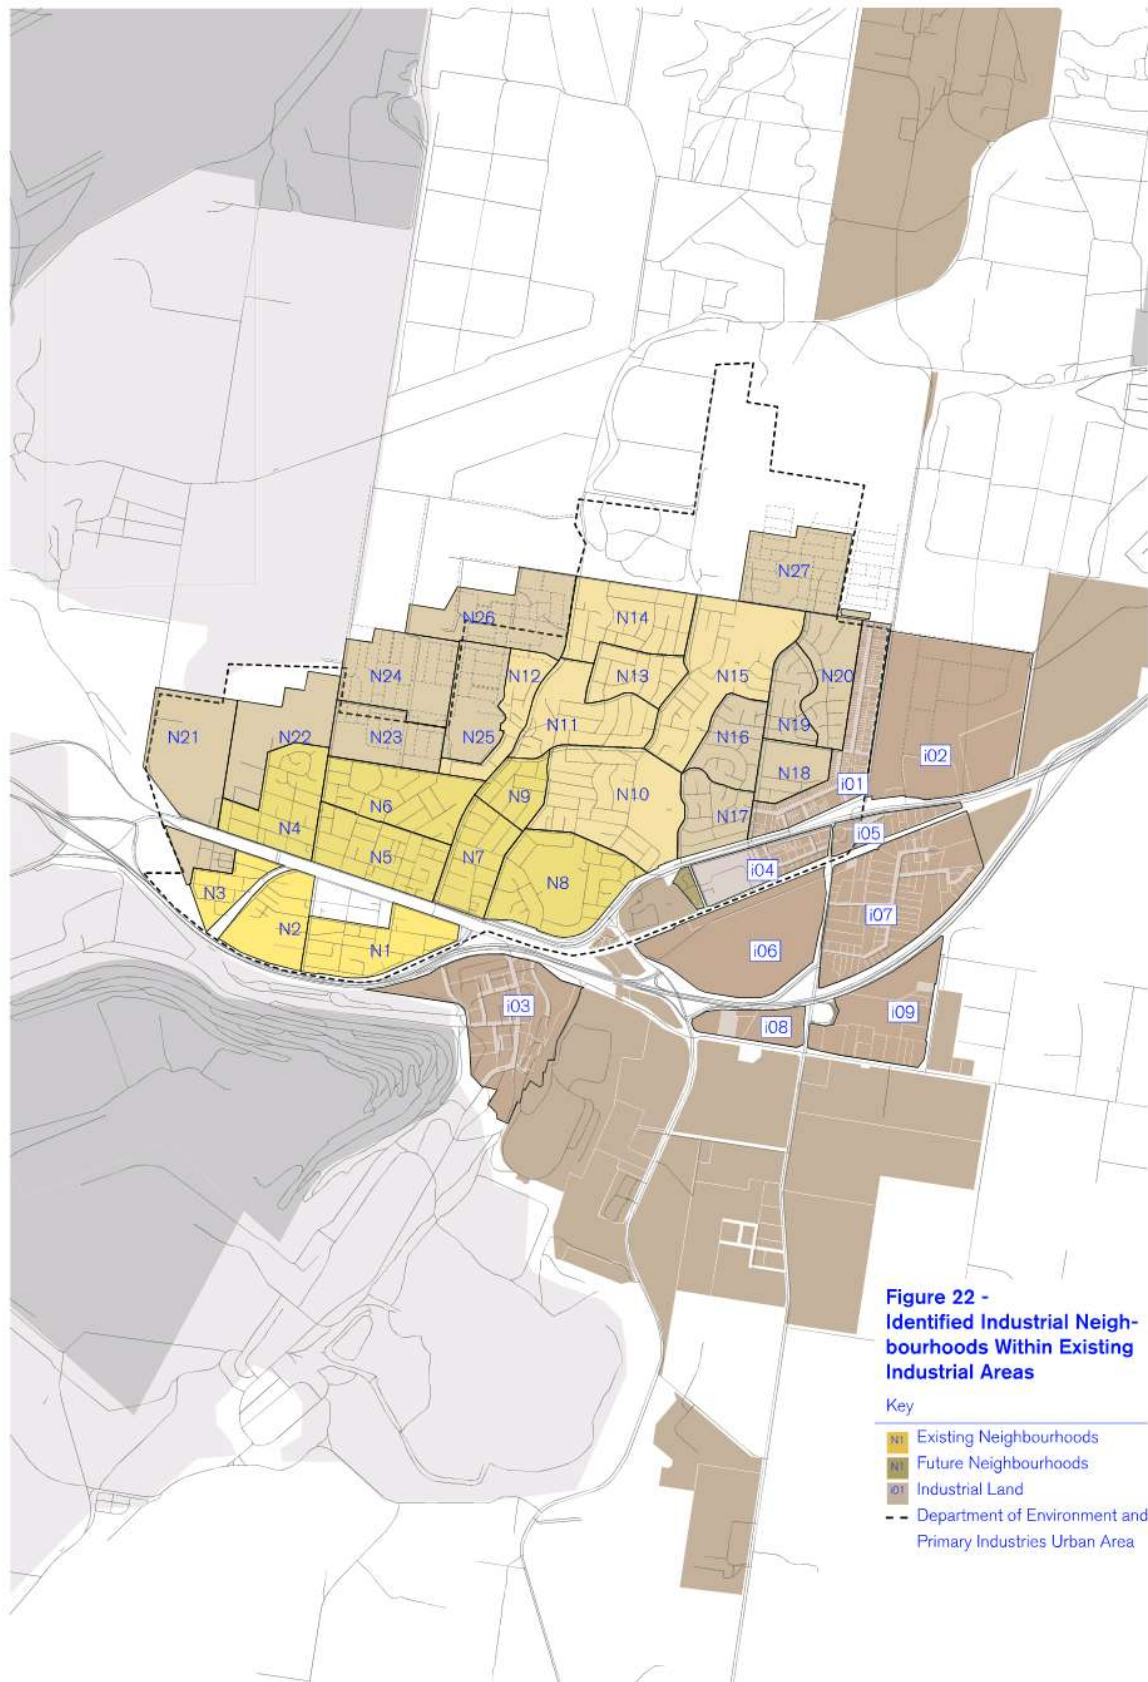 N27
N14
N26
N13
N12
N15
N20
N24
N11
N19
N21
N22
N23
N25
N16
N18
i02
i01
N10
N9
N6
N17
i05
N4
N5
N7
i04
N8
N3
i07
N2
N1
i06
i03
i09
i08
Figure 22 -
Identified Industrial Neigh-
bourhoods Within Existing
Industrial Areas
Key
N1 Existing Neighbourhoods
N1 Future Neighbourhoods
i01 Industrial Land
Department of Environment and
Primary Industries Urban Area